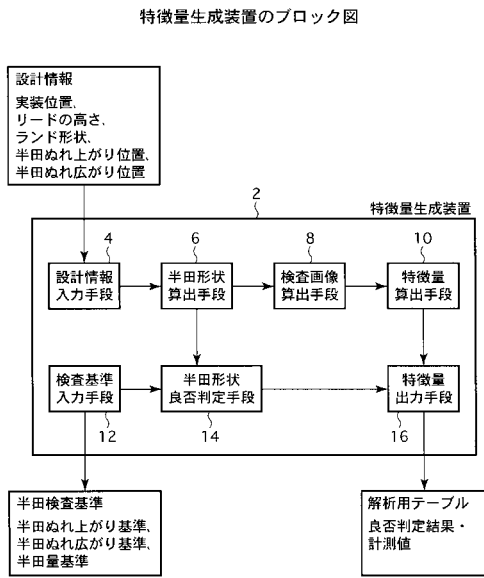 特徴量生成装置のブロック図
設計情報
実装位置、
リードの高さ、
ランド形状、
半田ぬれ上がり位置、
半田ぬれ広がり位置
2
特徴量生成装置
4
6
8
10
設計情報
入力手段
半田形状
算出手段
検査画像
算出手段
特徴量
算出手段
検査基準
入力手段
半田形状
良否判定手段
特徴量
出力手段
12
14
16
半田検査基準
半田ぬれ上がり基準、
半田ぬれ広がり基準、
半田量基準
解析用テーブル
良否判定結果・
計測値